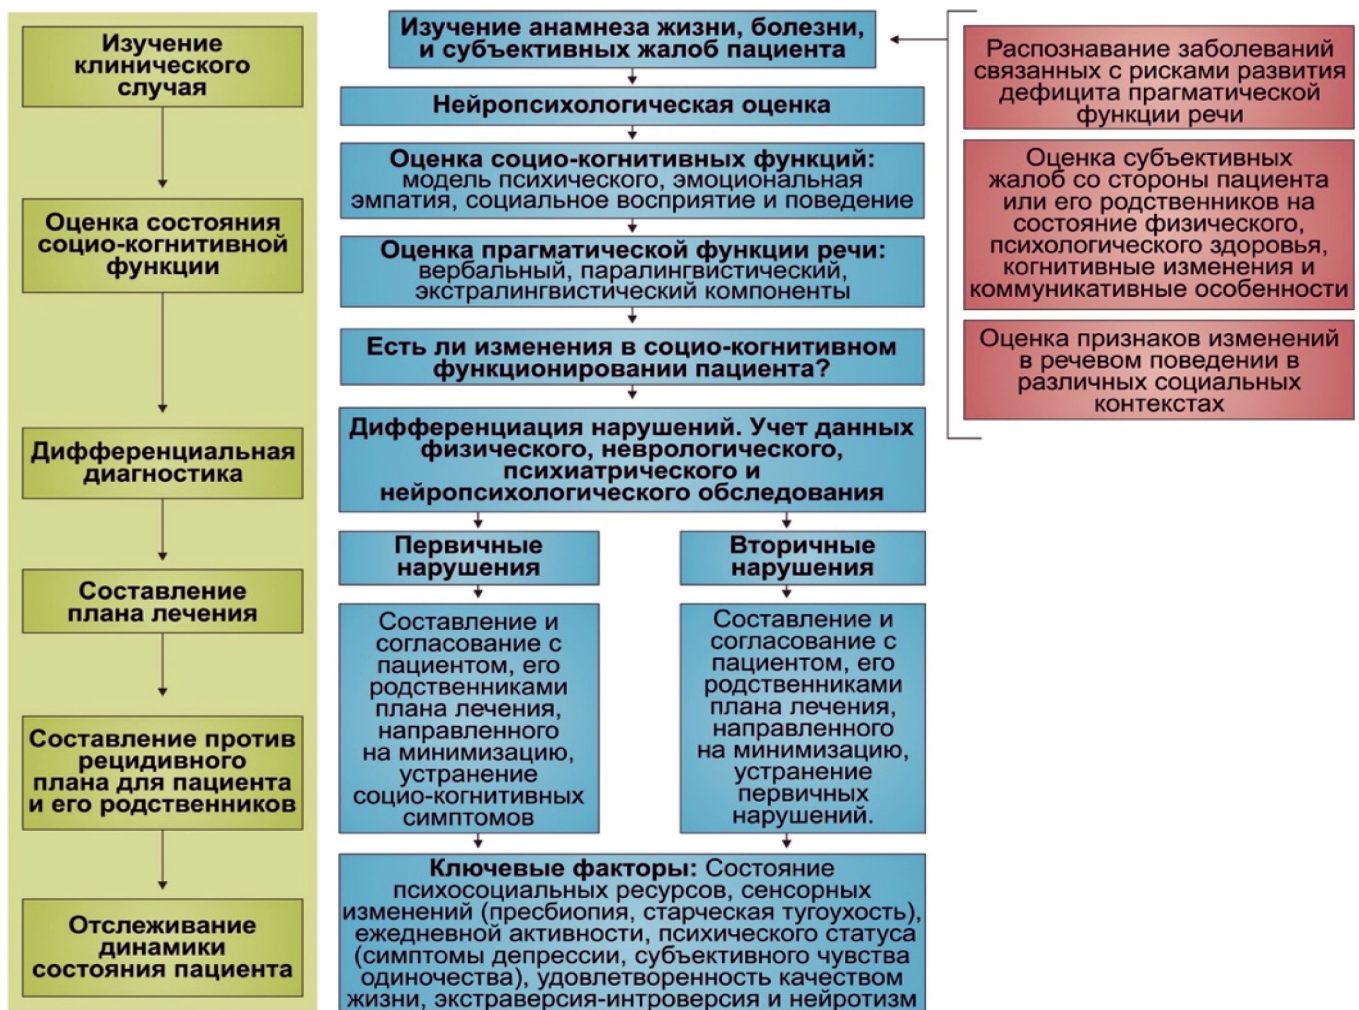 Изучение
клинического
случая
Оценка состояния
социо-когнитивной
функции
Дифференциальная
диагностика
Составление
плана лечения
Составление против
рецидивного
плана для пациента
и его родственников
Отслеживание
динамики
состояния пациента
Изучение анамнеза жизни, болезни,
и субъективных жалоб пациента
Нейропсихологическая оценка
Оценка социо-когнитивных функций:
модель психического, эмоциональная
эмпатия, социальное восприятие и поведение
Оценка прагматической функции речи:
вербальный, паралингвистический,
экстралингвистический компоненты
Есть ли изменения в социо-когнитивном
функционировании пациента?
Дифференциация нарушений. Учет данных
физического, неврологического,
психиатрического и
нейропсихологического обследования
Первичные
нарушения
Составление и
согласование с
пациентом, его
родственниками
плана лечения,
направленного
на минимизацию,
устранение
социо-когнитивных
симптомов
Вторичные
нарушения
Составление и
согласование с
пациентом, его
родственниками
плана лечения,
направленного
на минимизацию,
устранение
первичных
нарушений.
Ключевые факторы: Состояние
психосоциальных ресурсов, сенсорных
изменений (пресбиопия, старческая тугоухость),
ежедневной активности, психического статуса
(симптомы депрессии, субъективного чувства
одиночества), удовлетворенность качеством
жизни, экстраверсия-интроверсия и нейротизм
Распознавание заболеваний
связанных с рисками развития
дефицита прагматической
функции речи
Оценка субъективных
жалоб со стороны пациента
или его родственников на
состояние физического,
психологического здоровья,
когнитивные изменения и
коммуникативные особенности
Оценка признаков изменений
в речевом поведении в
различных социальных
контекстах